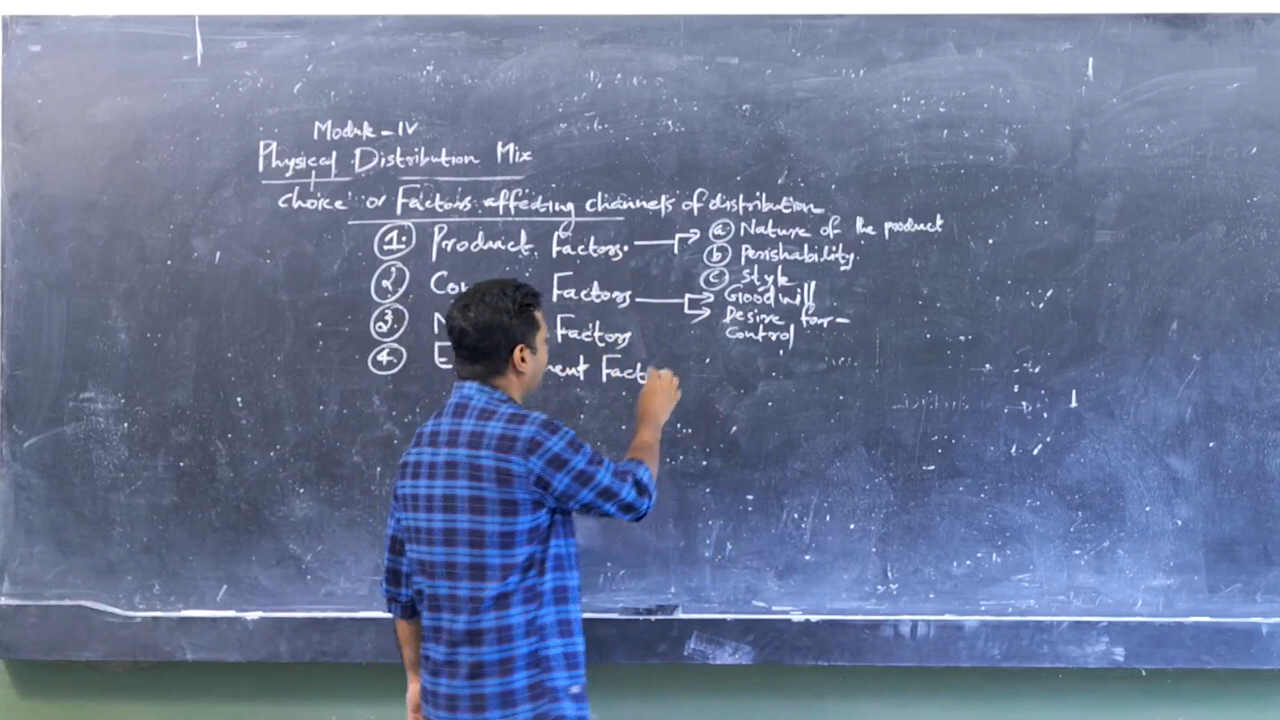 Module - IV
Physical Distribution Mix
Choice or Factors affecting channels of distribution
1. Product Factors.
a Nature of the product
b Perishability.
c Style
2. Factors
Goodwill
Desire for -
Control
3. Factors
4. Fact